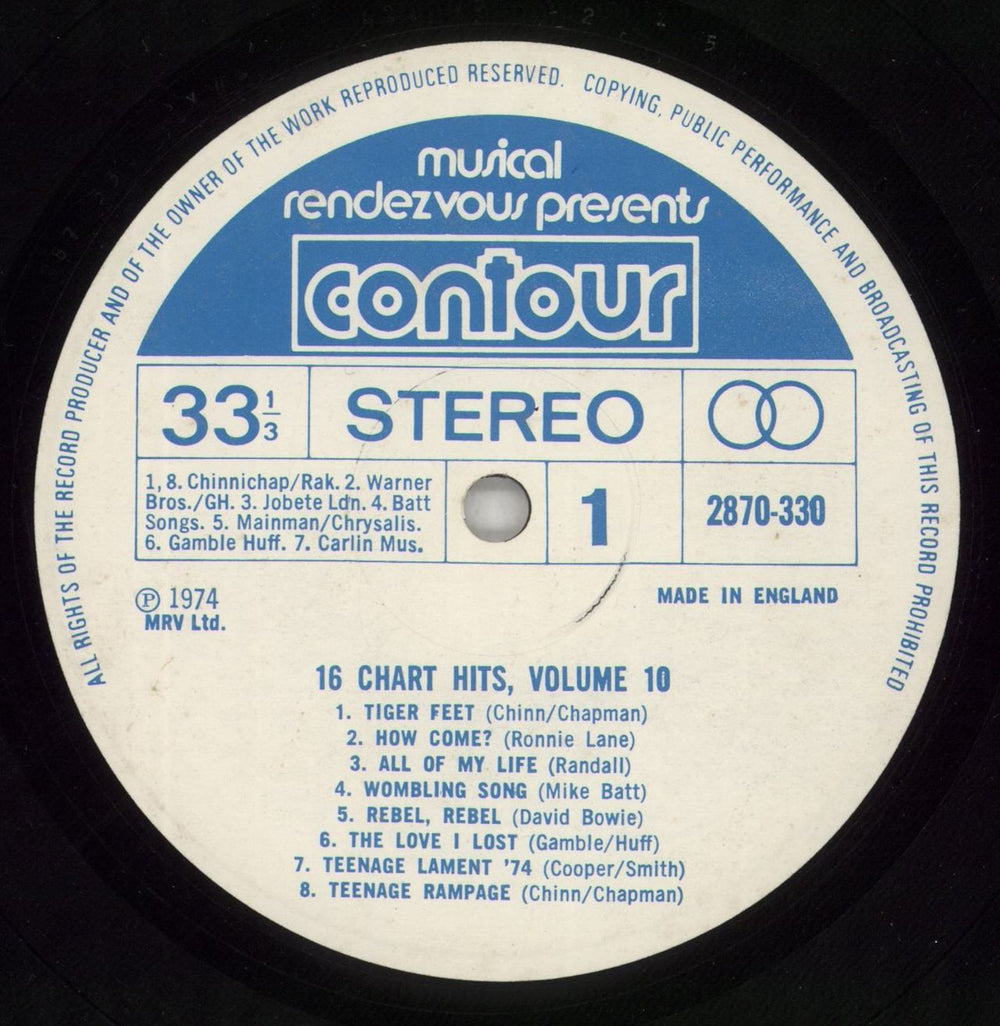 ALL RIGHTS OF THE RECORD PRODUCER AND OF THE OWNER OF THE WORK REPRODUCED RESERVED. COPYING, PUBLIC PERFORMANCE AND BROADCASTING OF THIS RECORD PROHIBITED
musical
rendezvous presents
contour
33 1/3 STEREO
1, 8. Chinnichap/Rak. 2. Warner
Bros./GH. 3. Jobete Ldn. 4. Batt
Songs. 5. Mainman/Chrysalis.
6. Gamble Huff. 7. Carlin Mus.
1
2870-330
Ⓟ 1974
MRV Ltd.
MADE IN ENGLAND
16 CHART HITS, VOLUME 10
1. TIGER FEET (Chinn/Chapman)
2. HOW COME? (Ronnie Lane)
3. ALL OF MY LIFE (Randall)
4. WOMBLING SONG (Mike Batt)
5. REBEL, REBEL (David Bowie)
6. THE LOVE I LOST (Gamble/Huff)
7. TEENAGE LAMENT '74 (Cooper/Smith)
8. TEENAGE RAMPAGE (Chinn/Chapman)